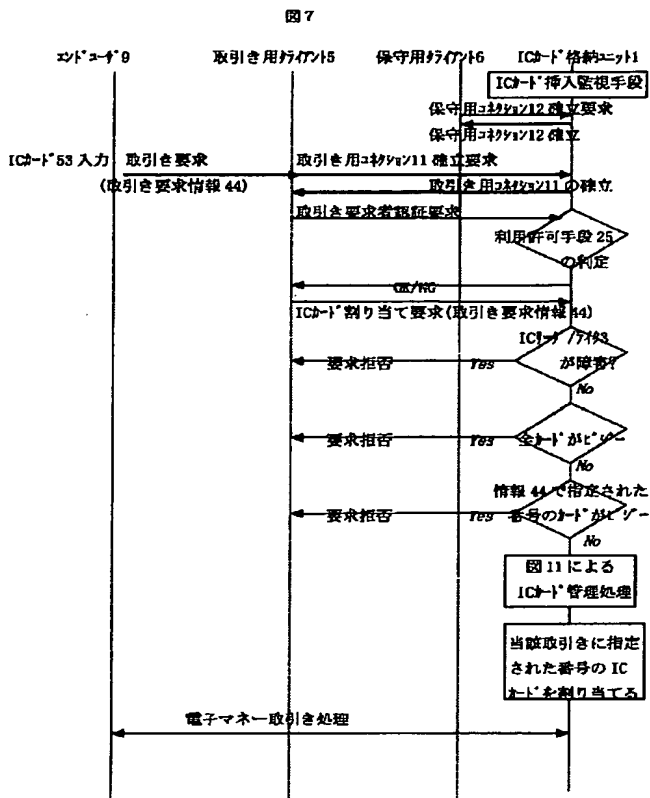 図7
エンドユーザ9 取引き用クライアント5 保守用クライアント6 ICカード格納ユニット1
ICカード挿入監視手段
保守用コネクション12 確立要求
保守用コネクション12 確立
ICカード53 入力 取引き要求 取引き用コネクション11 確立要求
(取引き要求情報44) 取引き用コネクション11の確立
取引き要求者認証要求
利用許可手段25
の判定
OK/NG
ICカード割り当て要求(取引き要求情報44)
ICリーダ/ライタ3
が障害?
要求拒否 Yes
No
要求拒否 Yes 全カードがビジー
No
情報44で指定された
要求拒否 Yes 番号のカードがビジー
No
図11による
ICカード管理処理
当該取引きに指定
された番号のIC
カードを割り当てる
電子マネー取引き処理